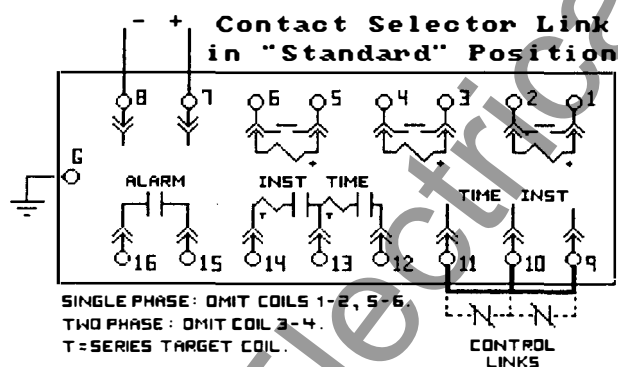 - + Contact Selector Link
in "Standard" Position
8 7 6 5 4 3 2 1
+ + +
G
ALARM INST TIME TIME INST
T T
16 15 14 13 12 11 10 9
SINGLE PHASE: OMIT COILS 1-2, 5-6.
TWO PHASE: OMIT COIL 3-4.
T=SERIES TARGET COIL.
CONTROL
LINKS